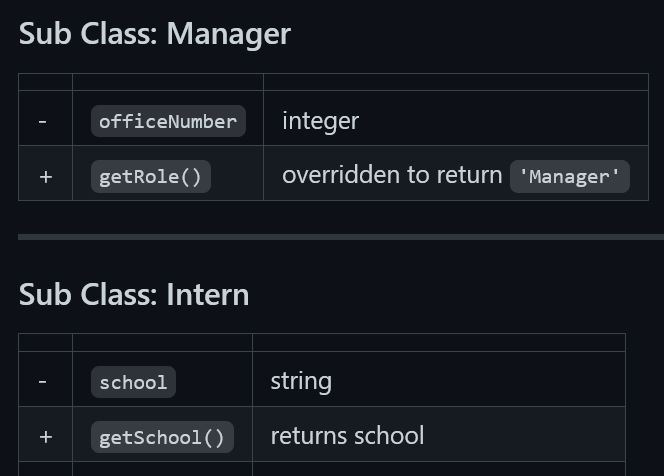 Sub Class: Manager
- officeNumber integer
+ getRole() overridden to return 'Manager'
Sub Class: Intern
- school string
+ getSchool() returns school